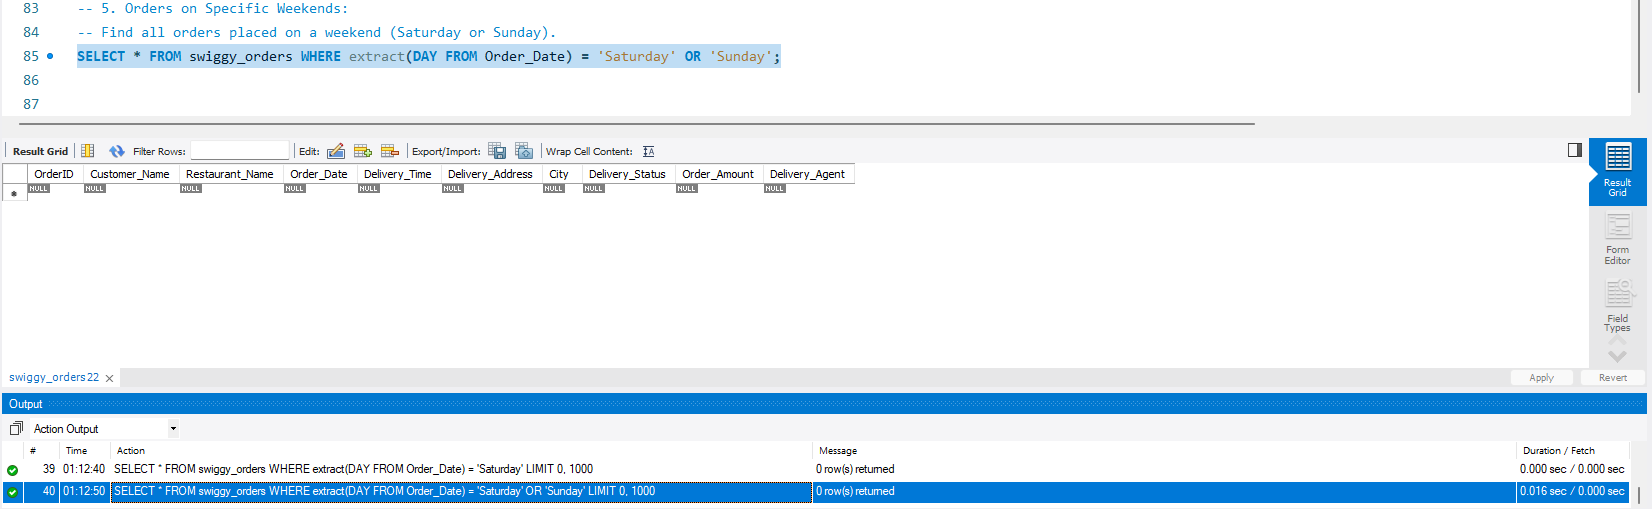 83 -- 5. Orders on Specific Weekends:
84 -- Find all orders placed on a weekend (Saturday or Sunday).
85 SELECT * FROM swiggy_orders WHERE extract(DAY FROM Order_Date) = 'Saturday' OR 'Sunday';
86
87
Result Grid Filter Rows: Edit: Export/Import: Wrap Cell Content: IA
OrderID Customer_Name Restaurant_Name Order_Date Delivery_Time Delivery_Address City Delivery_Status Order_Amount Delivery_Agent
NULL NULL NULL NULL NULL NULL NULL NULL NULL NULL
Result
Grid
Form
Editor
Field
Types
swiggy_orders22 Apply Revert
Output
Action Output
# Time Action Message Duration / Fetch
39 01:12:40 SELECT * FROM swiggy_orders WHERE extract(DAY FROM Order_Date) = 'Saturday' LIMIT 0, 1000 0 row(s) returned 0.000 sec / 0.000 sec
40 01:12:50 SELECT * FROM swiggy_orders WHERE extract(DAY FROM Order_Date) = 'Saturday' OR 'Sunday' LIMIT 0, 1000 0 row(s) returned 0.016 sec / 0.000 sec